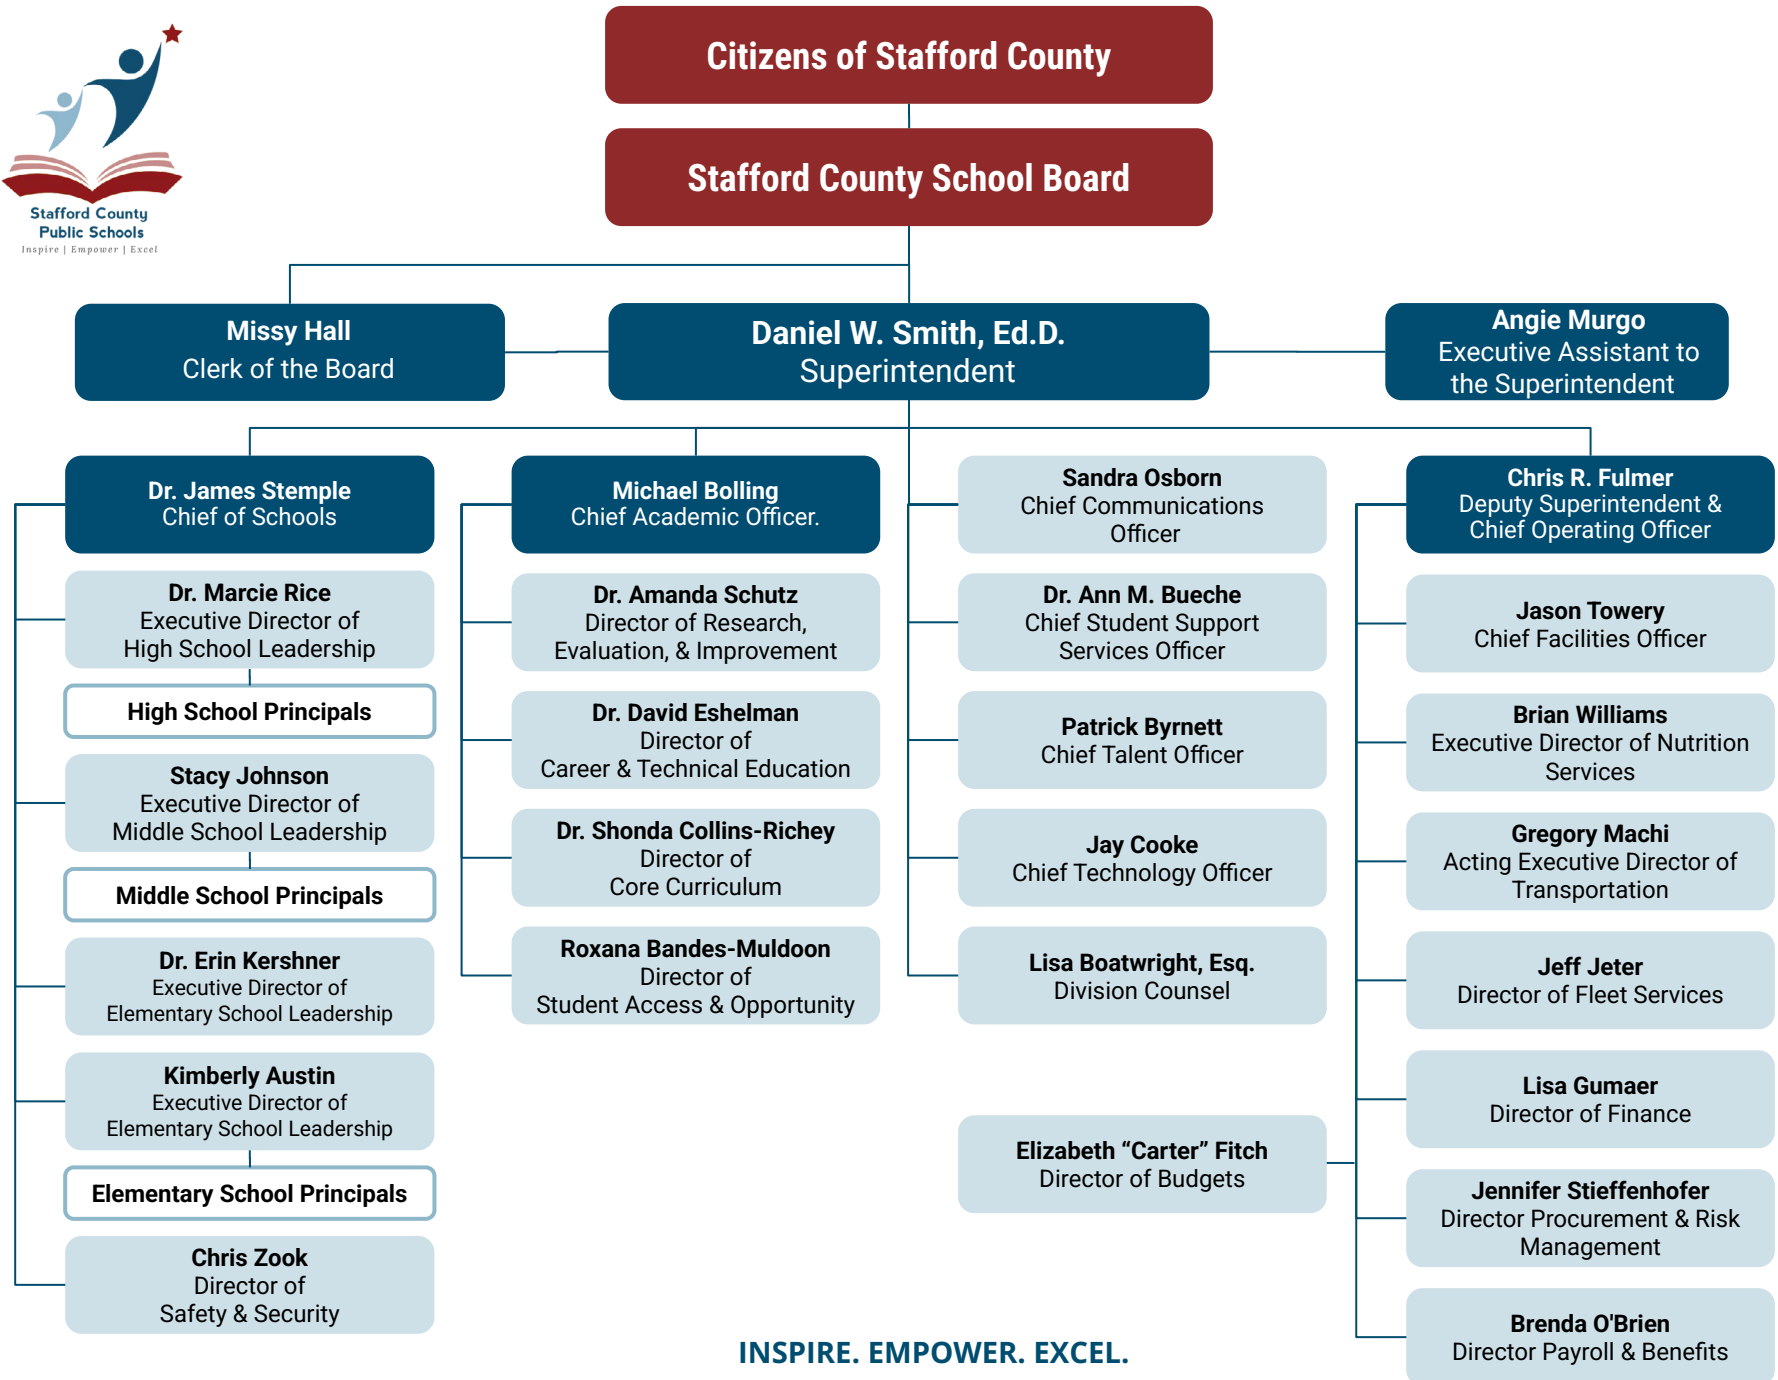 Stafford County
Public Schools
Inspire | Empower | Excel
Citizens of Stafford County
Stafford County School Board
Missy Hall
Clerk of the Board
Daniel W. Smith, Ed.D.
Superintendent
Angie Murgo
Executive Assistant to
the Superintendent
Dr. James Stemple
Chief of Schools
Dr. Marcie Rice
Executive Director of
High School Leadership
High School Principals
Stacy Johnson
Executive Director of
Middle School Leadership
Middle School Principals
Dr. Erin Kershner
Executive Director of
Elementary School Leadership
Kimberly Austin
Executive Director of
Elementary School Leadership
Elementary School Principals
Chris Zook
Director of
Safety & Security
Michael Bolling
Chief Academic Officer.
Dr. Amanda Schutz
Director of Research,
Evaluation, & Improvement
Dr. David Eshelman
Director of
Career & Technical Education
Dr. Shonda Collins-Richey
Director of
Core Curriculum
Roxana Bandes-Muldoon
Director of
Student Access & Opportunity
Sandra Osborn
Chief Communications
Officer
Dr. Ann M. Bueche
Chief Student Support
Services Officer
Patrick Byrnett
Chief Talent Officer
Jay Cooke
Chief Technology Officer
Lisa Boatwright, Esq.
Division Counsel
Elizabeth “Carter” Fitch
Director of Budgets
Chris R. Fulmer
Deputy Superintendent &
Chief Operating Officer
Jason Towery
Chief Facilities Officer
Brian Williams
Executive Director of Nutrition
Services
Gregory Machi
Acting Executive Director of
Transportation
Jeff Jeter
Director of Fleet Services
Lisa Gumaer
Director of Finance
Jennifer Stieffenhofer
Director Procurement & Risk
Management
Brenda O'Brien
Director Payroll & Benefits
INSPIRE. EMPOWER. EXCEL.